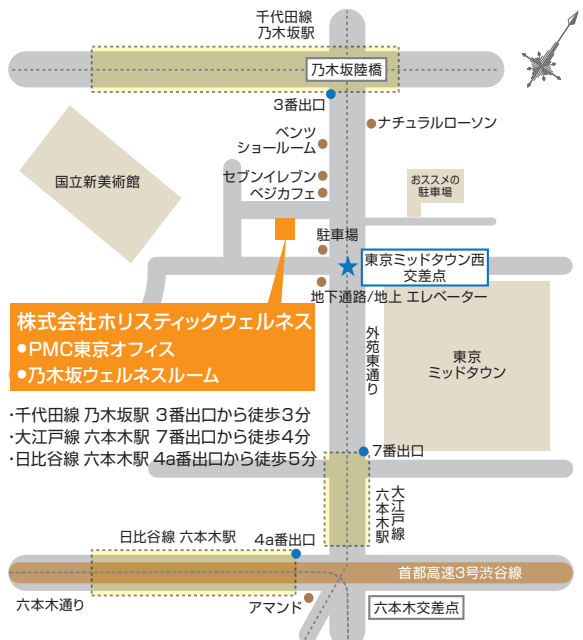 千代田線
乃木坂駅
乃木坂陸橋
3番出口
ナチュラルローソン
ベンツ
ショールーム
国立新美術館
セブンイレブン
ベジカフェ
おススメの
駐車場
駐車場
東京ミッドタウン西
交差点
地下通路/地上 エレベーター
株式会社ホリスティックウェルネス
●PMC東京オフィス
●乃木坂ウェルネスルーム
外苑東通り
東京
ミッドタウン
･千代田線 乃木坂駅 3番出口から徒歩3分
･大江戸線 六本木駅 7番出口から徒歩4分
･日比谷線 六本木駅 4a番出口から徒歩5分
7番出口
大江戸線
六本木駅
日比谷線 六本木駅
4a番出口
首都高速3号渋谷線
六本木通り
アマンド
六本木交差点